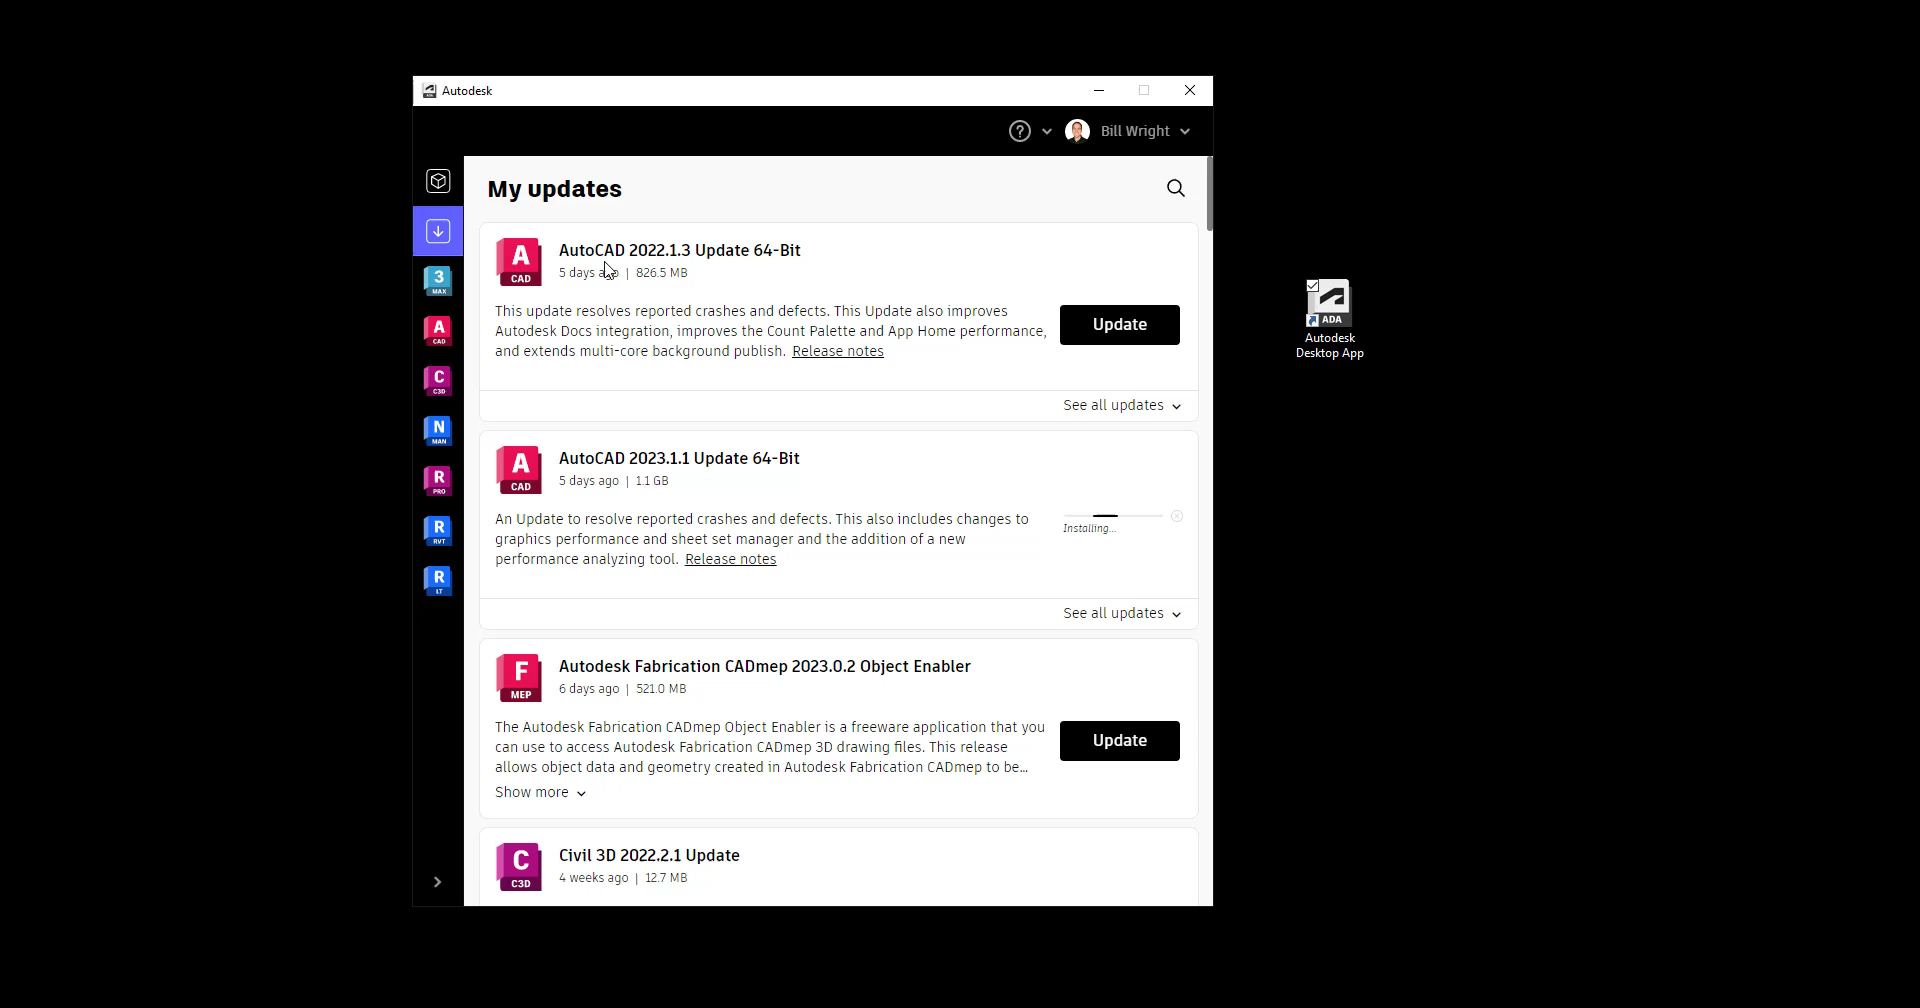 Autodesk
Bill Wright
My updates
A
CAD
AutoCAD 2022.1.3 Update 64-Bit
5 days ago | 826.5 MB
This update resolves reported crashes and defects. This Update also improves
Autodesk Docs integration, improves the Count Palette and App Home performance,
and extends multi-core background publish. Release notes
Update
See all updates
A
CAD
AutoCAD 2023.1.1 Update 64-Bit
5 days ago | 1.1 GB
An Update to resolve reported crashes and defects. This also includes changes to
graphics performance and sheet set manager and the addition of a new
performance analyzing tool. Release notes
Installing...
See all updates
F
MEP
Autodesk Fabrication CADmep 2023.0.2 Object Enabler
6 days ago | 521.0 MB
The Autodesk Fabrication CADmep Object Enabler is a freeware application that you
can use to access Autodesk Fabrication CADmep 3D drawing files. This release
allows object data and geometry created in Autodesk Fabrication CADmep to be...
Update
Show more
C
C3D
Civil 3D 2022.2.1 Update
4 weeks ago | 12.7 MB
3
MAX
A
CAD
C
C3D
N
MAN
R
PRO
R
RVT
R
LT
ADA
Autodesk
Desktop App